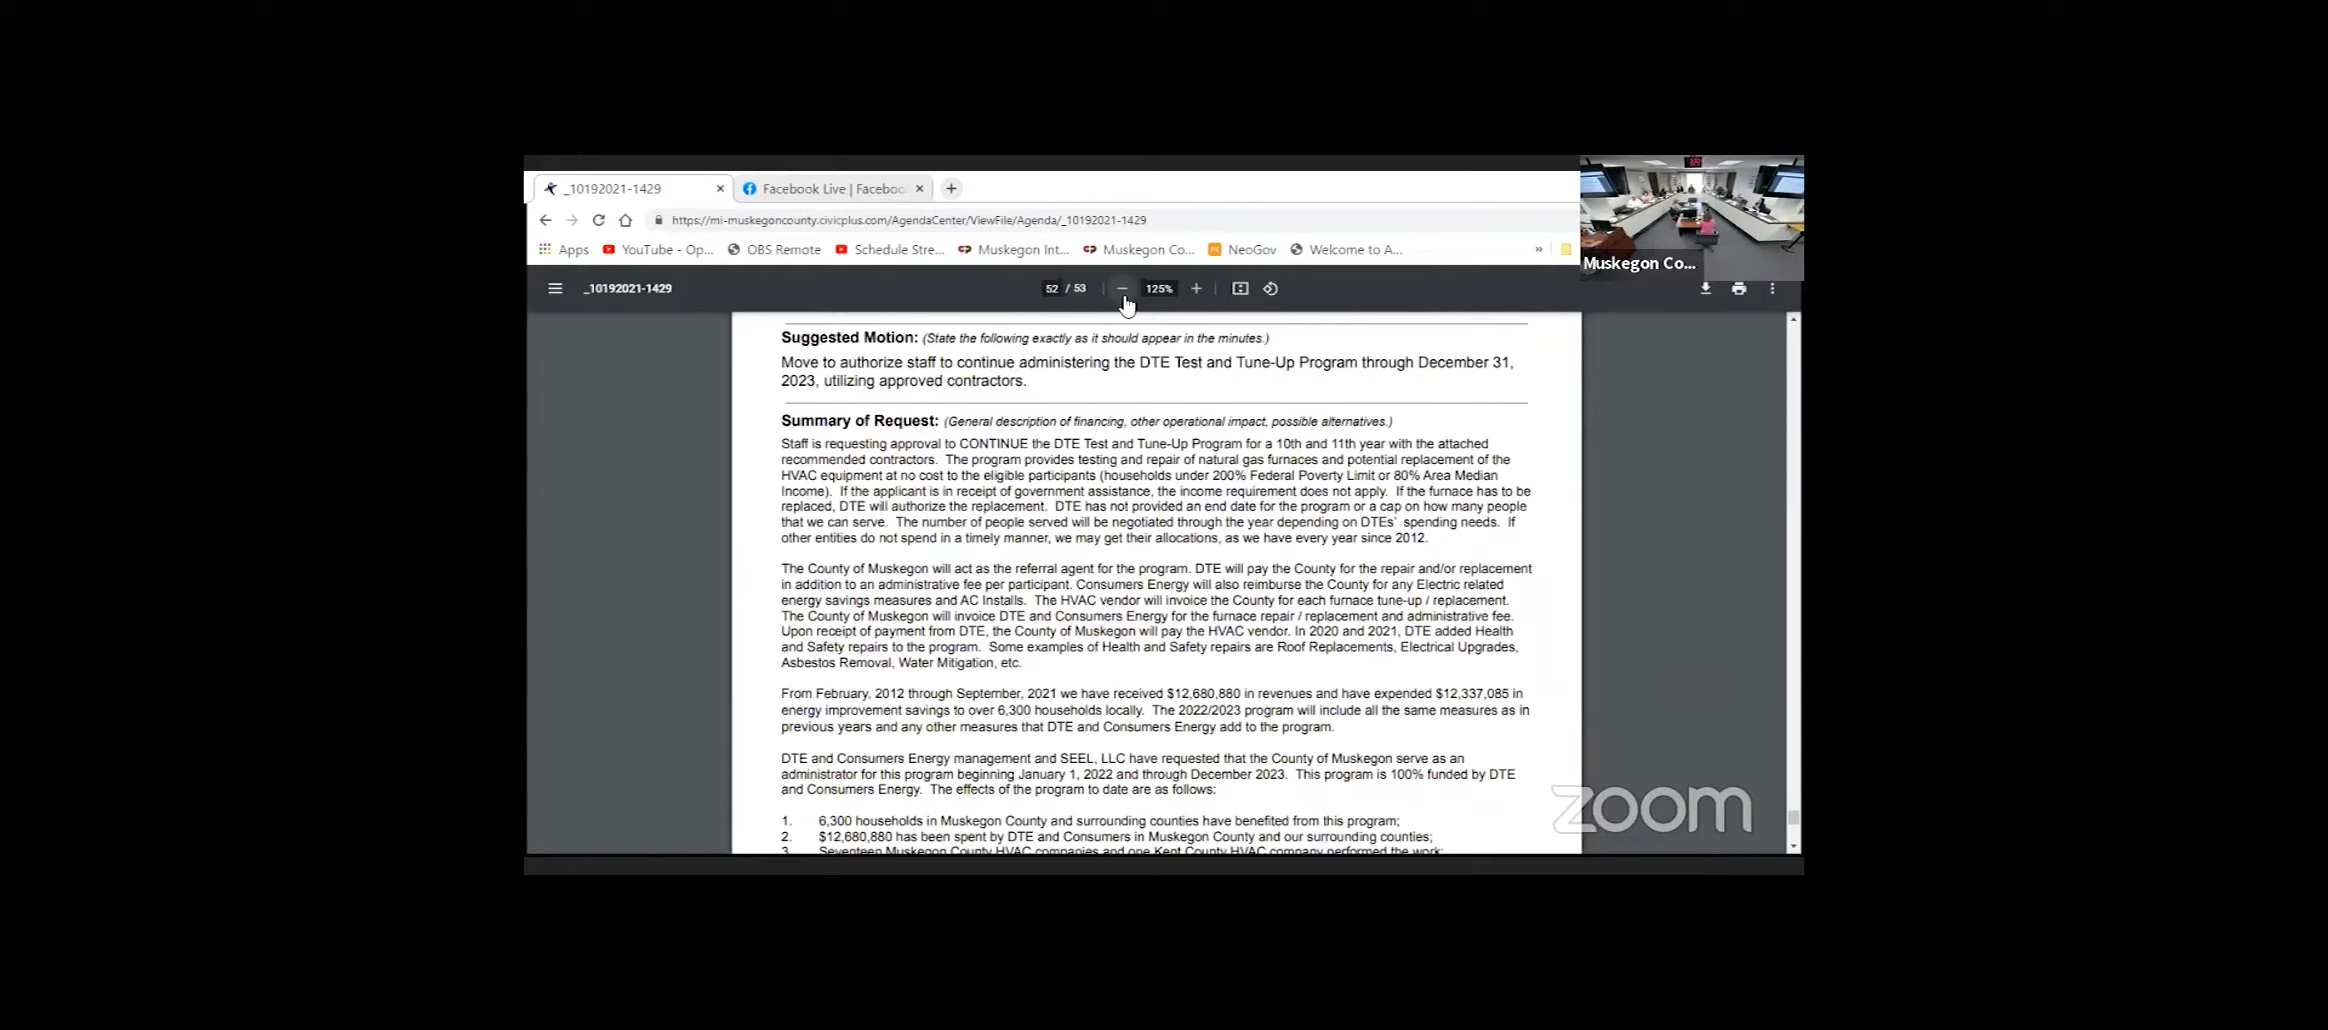 _10192021-1429
Facebook Live | Facebo
https://mi-muskegoncounty.civicplus.com/AgendaCenter/ViewFile/Agenda/_10192021-1429
Apps YouTube - Op... OBS Remote Schedule Stre... Muskegon Int... Muskegon Co... NeoGov Welcome to A... »
Muskegon Co...
_10192021-1429 52 / 53 125%
Suggested Motion: (State the following exactly as it should appear in the minutes.)
Move to authorize staff to continue administering the DTE Test and Tune-Up Program through December 31,
2023, utilizing approved contractors.
Summary of Request: (General description of financing, other operational impact, possible alternatives.)
Staff is requesting approval to CONTINUE the DTE Test and Tune-Up Program for a 10th and 11th year with the attached
recommended contractors. The program provides testing and repair of natural gas furnaces and potential replacement of the
HVAC equipment at no cost to the eligible participants (households under 200% Federal Poverty Limit or 80% Area Median
Income). If the applicant is in receipt of government assistance, the income requirement does not apply. If the furnace has to be
replaced, DTE will authorize the replacement. DTE has not provided an end date for the program or a cap on how many people
that we can serve. The number of people served will be negotiated through the year depending on DTEs' spending needs. If
other entities do not spend in a timely manner, we may get their allocations, as we have every year since 2012.
The County of Muskegon will act as the referral agent for the program. DTE will pay the County for the repair and/or replacement
in addition to an administrative fee per participant. Consumers Energy will also reimburse the County for any Electric related
energy savings measures and AC Installs. The HVAC vendor will invoice the County for each furnace tune-up / replacement.
The County of Muskegon will invoice DTE and Consumers Energy for the furnace repair / replacement and administrative fee.
Upon receipt of payment from DTE, the County of Muskegon will pay the HVAC vendor. In 2020 and 2021, DTE added Health
and Safety repairs to the program. Some examples of Health and Safety repairs are Roof Replacements, Electrical Upgrades,
Asbestos Removal, Water Mitigation, etc.
From February, 2012 through September, 2021 we have received $12,680,880 in revenues and have expended $12,337,085 in
energy improvement savings to over 6,300 households locally. The 2022/2023 program will include all the same measures as in
previous years and any other measures that DTE and Consumers Energy add to the program.
DTE and Consumers Energy management and SEEL, LLC have requested that the County of Muskegon serve as an
administrator for this program beginning January 1, 2022 and through December 2023. This program is 100% funded by DTE
and Consumers Energy. The effects of the program to date are as follows:
1. 6,300 households in Muskegon County and surrounding counties have benefited from this program;
2. $12,680,880 has been spent by DTE and Consumers in Muskegon County and our surrounding counties;
3. Seventeen Muskegon County HVAC companies and one Kent County HVAC company performed the work;
zoom